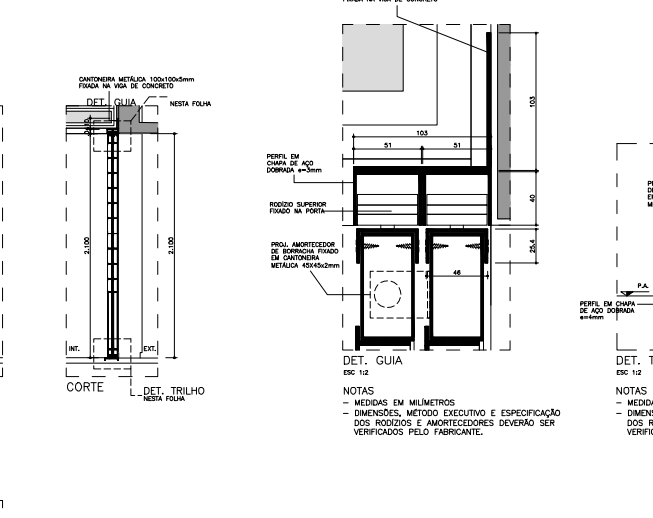 FIXADA NA VIGA DE CONCRETO
CANTONEIRA METÁLICA 100x100x5mm
FIXADA NA VIGA DE CONCRETO
DET. GUIA
NESTA FOLHA
2.100
2.100
INT.
EXT.
CORTE
DET. TRILHO
NESTA FOLHA
103
51
51
103
40
25,4
46
PERFIL EM
CHAPA DE AÇO
DOBRADA e=3mm
RODÍZIO SUPERIOR
FIXADO NA PORTA
PROJ. AMORTECEDOR
DE BORRACHA FIXADO
EM CANTONEIRA
METÁLICA 45X45x2mm
DET. GUIA
ESC 1:2
NOTAS
– MEDIDAS EM MILÍMETROS
– DIMENSÕES, MÉTODO EXECUTIVO E ESPECIFICAÇÃO
DOS RODÍZIOS E AMORTECEDORES DEVERÃO SER
VERIFICADOS PELO FABRICANTE.
P.A.
PERFIL EM CHAPA
DE AÇO DOBRADA
e=4mm
DET. T
ESC 1:2
NOTAS
– MEDIDA
– DIMENS
DOS R
VERIFIC